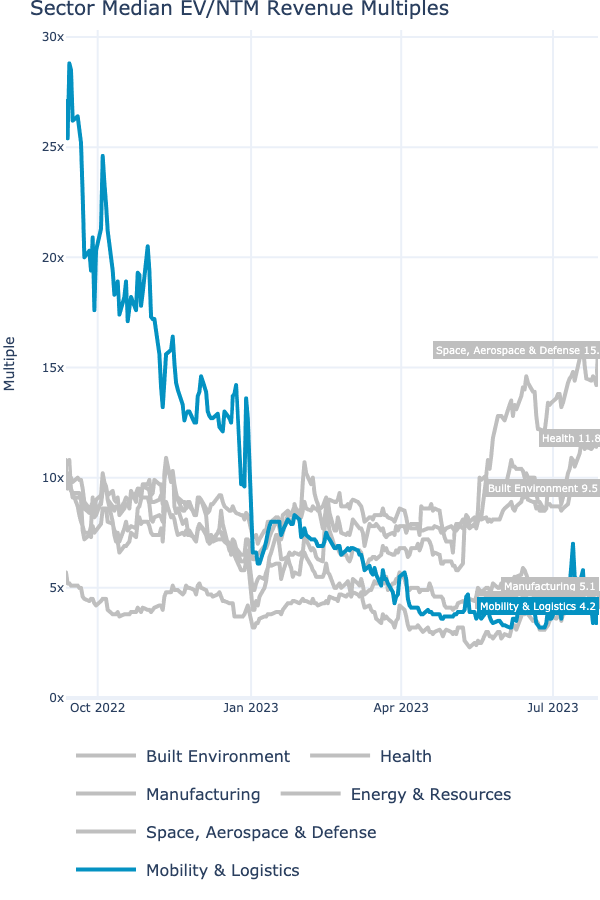 Sector Median EV/NTM Revenue Multiples
30x
25x
20x
15x
10x
5x
0x
Multiple
Space, Aerospace & Defense 15.
Health 11.8
Built Environment 9.5
Manufacturing 5.1
Mobility & Logistics 4.2
Oct 2022
Jan 2023
Apr 2023
Jul 2023
Built Environment
Health
Manufacturing
Energy & Resources
Space, Aerospace & Defense
Mobility & Logistics